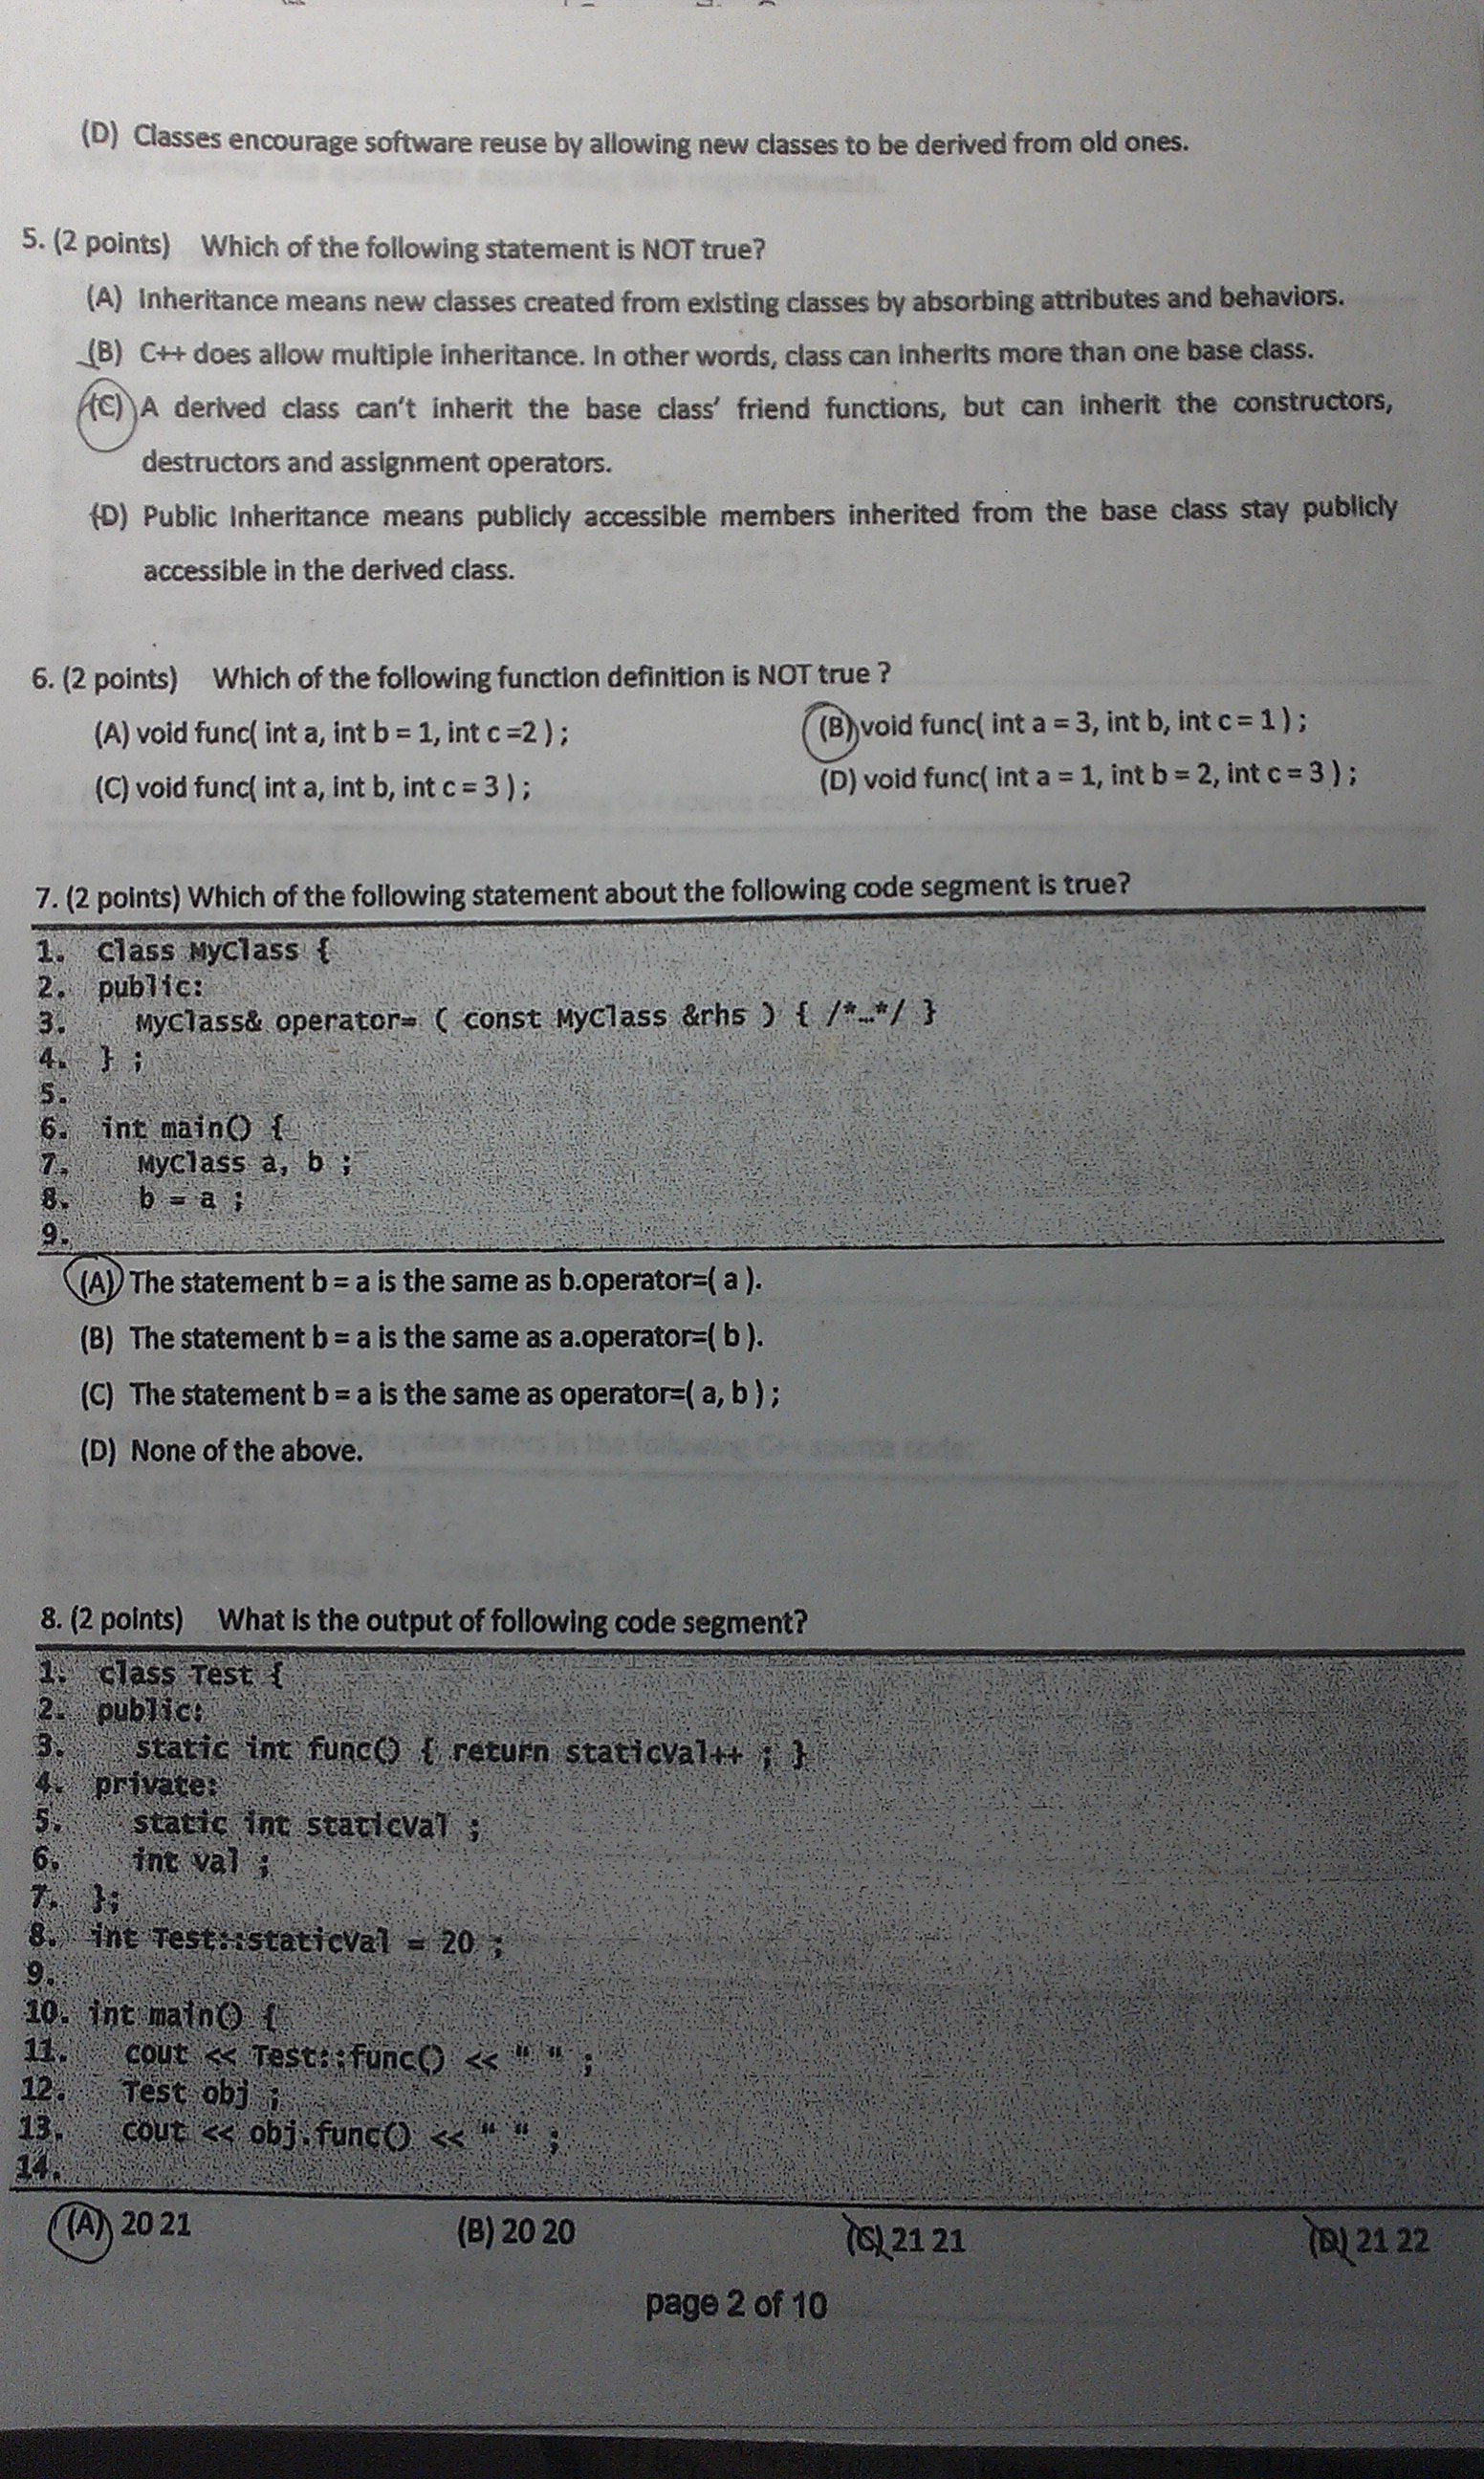 (D) Classes encourage software reuse by allowing new classes to be derived from old ones.
5. (2 points) Which of the following statement is NOT true?
(A) Inheritance means new classes created from existing classes by absorbing attributes and behaviors.
(B) C++ does allow multiple inheritance. In other words, class can inherits more than one base class.
(C) A derived class can't inherit the base class' friend functions, but can inherit the constructors,
destructors and assignment operators.
(D) Public Inheritance means publicly accessible members inherited from the base class stay publicly
accessible in the derived class.
6. (2 points) Which of the following function definition is NOT true ?
(A) void func( int a, int b = 1, int c =2 ) ; (B) void func( int a = 3, int b, int c = 1 ) ;
(C) void func( int a, int b, int c = 3 ) ; (D) void func( int a = 1, int b = 2, int c = 3 ) ;
7. (2 points) Which of the following statement about the following code segment is true?
1. Class MyClass {
2. public:
3. MyClass& operator= ( const MyClass &rhs ) { /*…*/ }
4. } ;
5.
6. int main() {
7. MyClass a, b ;
8. b = a ;
9.
(A) The statement b = a is the same as b.operator=( a ).
(B) The statement b = a is the same as a.operator=( b ).
(C) The statement b = a is the same as operator=( a, b ) ;
(D) None of the above.
8. (2 points) What is the output of following code segment?
1. class Test {
2. public:
3. static int func() { return staticVal++ ; }
4. private:
5. static int staticVal ;
6. int val ;
7. };
8. int Test::staticVal = 20 ;
9.
10. int main() {
11. cout << Test::func() << " " ;
12. Test obj ;
13. cout << obj.func() << " " ;
14.
(A) 20 21 (B) 20 20 (C) 21 21 (D) 21 22
page 2 of 10